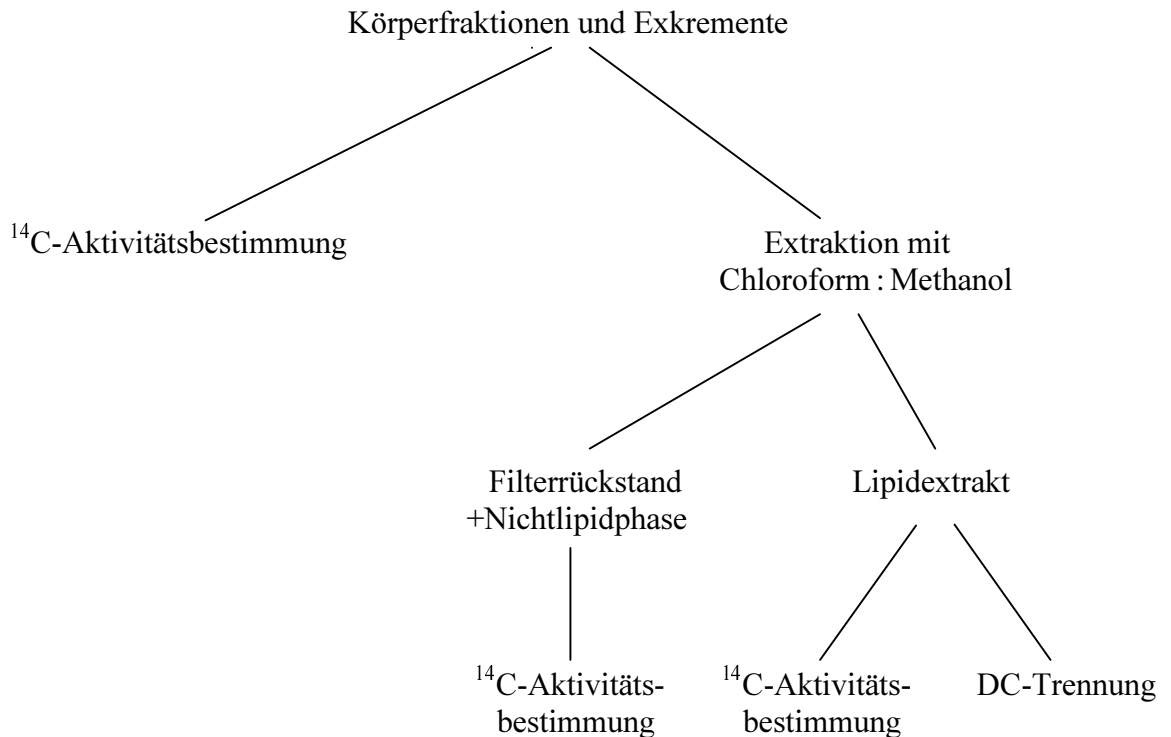 Körperfraktionen und Exkremente
¹⁴C-Aktivitätsbestimmung
Extraktion mit
Chloroform : Methanol
Filterrückstand
+Nichtlipidphase
Lipidextrakt
¹⁴C-Aktivitäts-
bestimmung
¹⁴C-Aktivitäts-
bestimmung
DC-Trennung